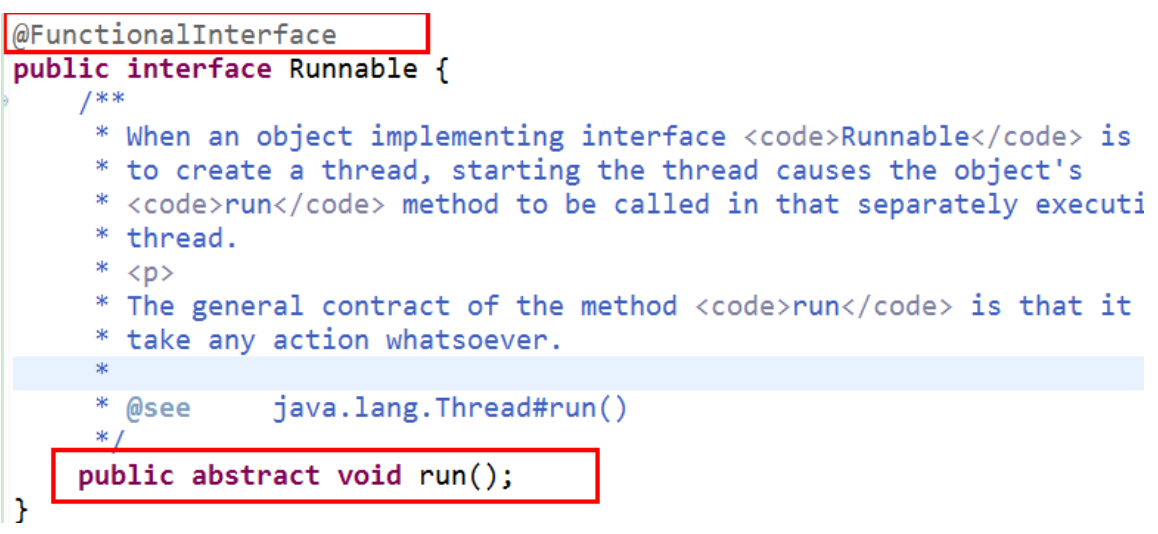 @FunctionalInterface
public interface Runnable {
/**
* When an object implementing interface <code>Runnable</code> is
* to create a thread, starting the thread causes the object's
* <code>run</code> method to be called in that separately executi
* thread.
* <p>
* The general contract of the method <code>run</code> is that it
* take any action whatsoever.
*
* @see     java.lang.Thread#run()
*/
public abstract void run();
}